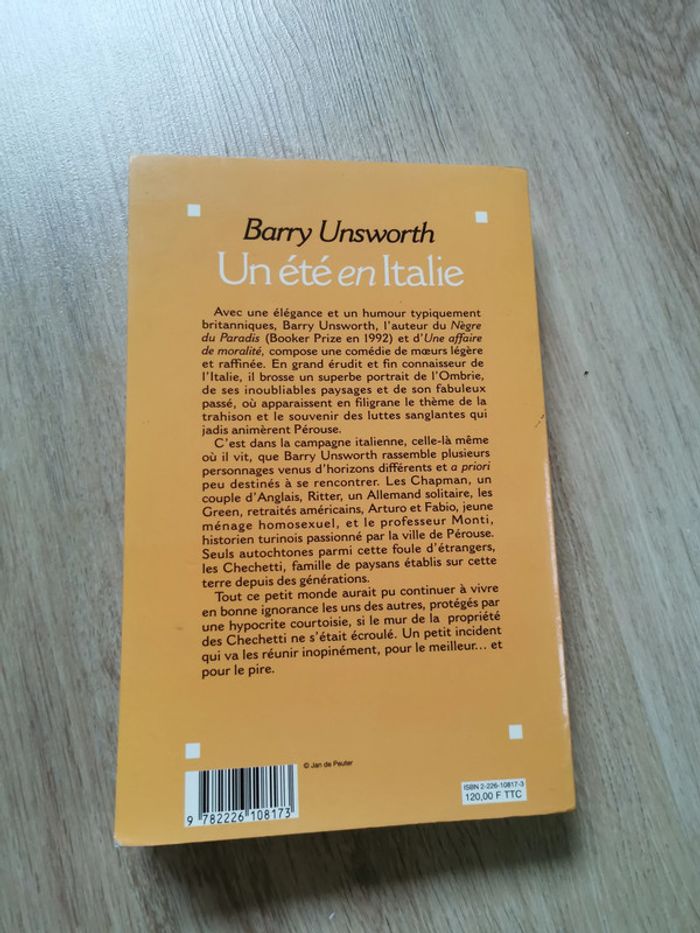 Barry Unsworth
Un été en Italie
Avec une élégance et un humour typiquement
britanniques, Barry Unsworth, l'auteur du Nègre
du Paradis (Booker Prize en 1992) et d'Une affaire
de moralité, compose une comédie de mœurs légère
et raffinée. En grand érudit et fin connaisseur de
l'Italie, il brosse un superbe portrait de l'Ombrie,
de ses inoubliables paysages et de son fabuleux
passé, où apparaissent en filigrane le thème de la
trahison et le souvenir des luttes sanglantes qui
jadis animèrent Pérouse.
C'est dans la campagne italienne, celle-là même
où il vit, que Barry Unsworth rassemble plusieurs
personnages venus d'horizons différents et a priori
peu destinés à se rencontrer. Les Chapman, un
couple d'Anglais, Ritter, un Allemand solitaire, les
Green, retraités américains, Arturo et Fabio, jeune
ménage homosexuel, et le professeur Monti,
historien turinois passionné par la ville de Pérouse.
Seuls autochtones parmi cette foule d'étrangers,
les Chechetti, famille de paysans établis sur cette
terre depuis des générations.
Tout ce petit monde aurait pu continuer à vivre
en bonne ignorance les uns des autres, protégés par
une hypocrite courtoisie, si le mur de la propriété
des Chechetti ne s'était écroulé. Un petit incident
qui va les réunir inopinément, pour le meilleur... et
pour le pire.
© Jan de Peuter
ISBN 2-226-10817-3
120,00 F TTC
9 782226 108173